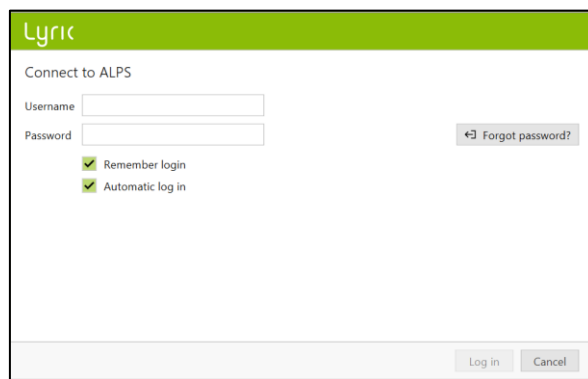 Lyric
Connect to ALPS
Username
Password
Forgot password?
Remember login
Automatic log in
Log in
Cancel